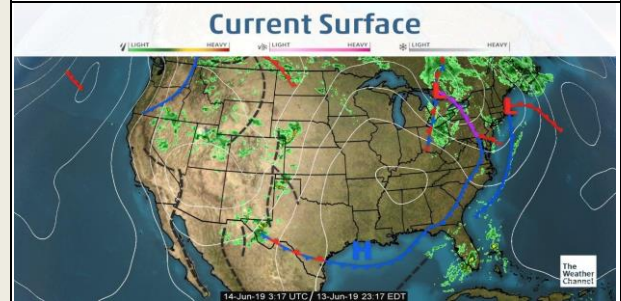 Current Surface
LIGHT HEAVY LIGHT HEAVY LIGHT HEAVY
L L
H
The
Weather
Channel
14-Jun-19 3:17 UTC / 13-Jun-19 23:17 EDT